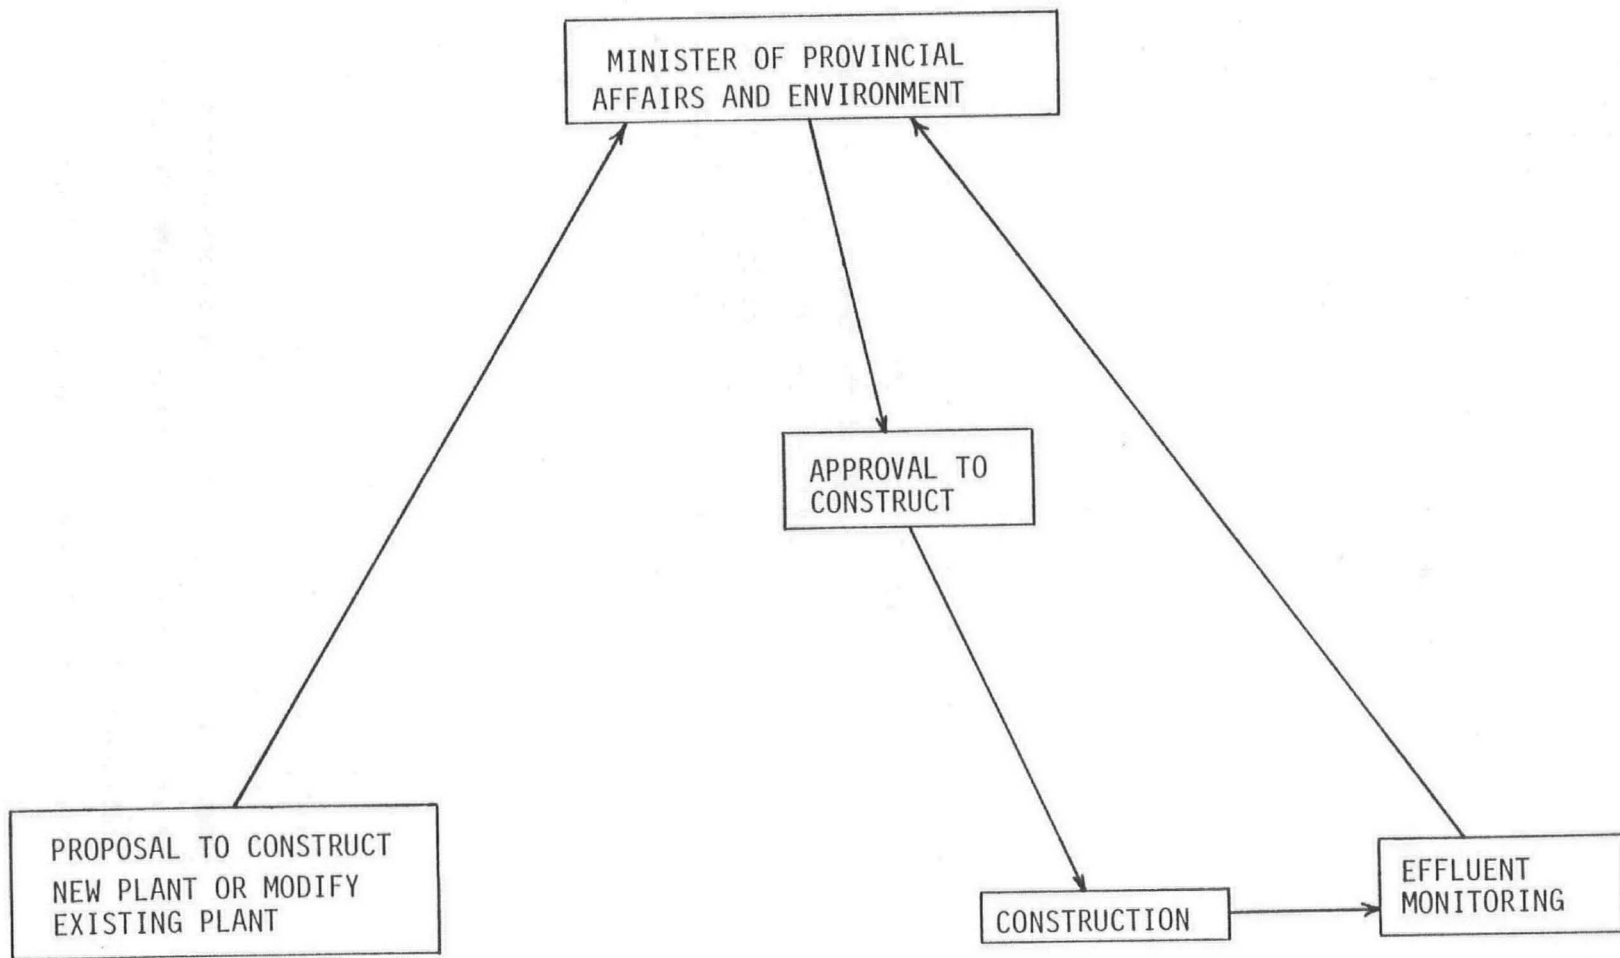 MINISTER OF PROVINCIAL
AFFAIRS AND ENVIRONMENT
APPROVAL TO
CONSTRUCT
PROPOSAL TO CONSTRUCT
NEW PLANT OR MODIFY
EXISTING PLANT
CONSTRUCTION
EFFLUENT
MONITORING